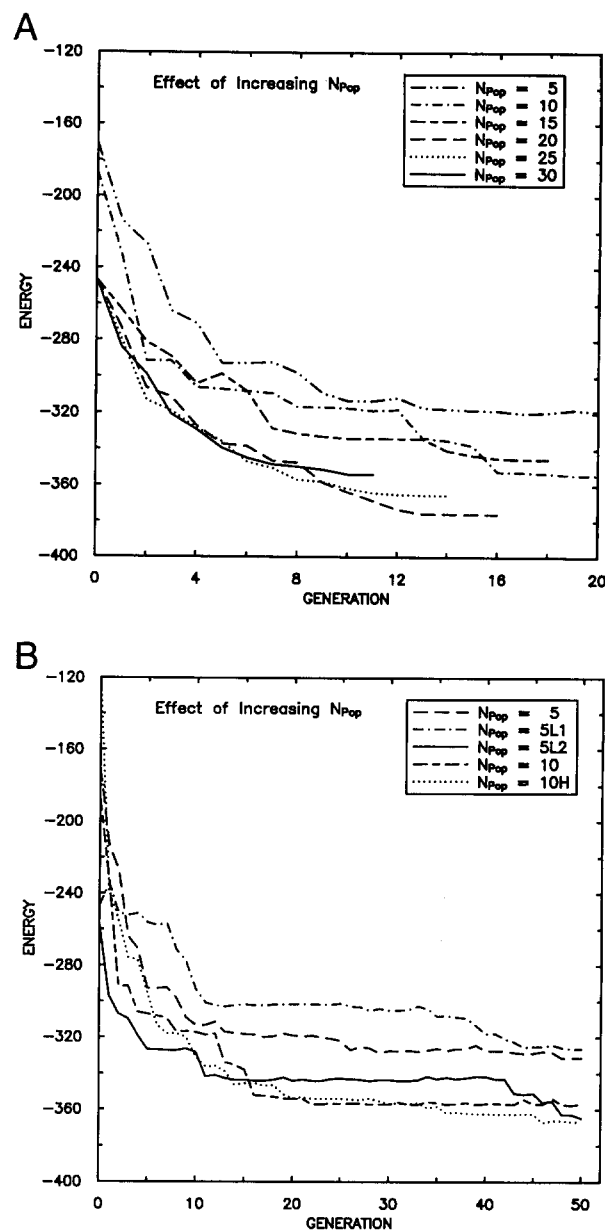 A
Effect of Increasing NPop
NPop = 5
NPop = 10
NPop = 15
NPop = 20
NPop = 25
NPop = 30
-120
-160
-200
-240
-280
-320
-360
-400
ENERGY
0 4 8 12 16 20
GENERATION
B
Effect of Increasing NPop
NPop = 5
NPop = 5L1
NPop = 5L2
NPop = 10
NPop = 10H
-120
-160
-200
-240
-280
-320
-360
-400
ENERGY
0 10 20 30 40 50
GENERATION